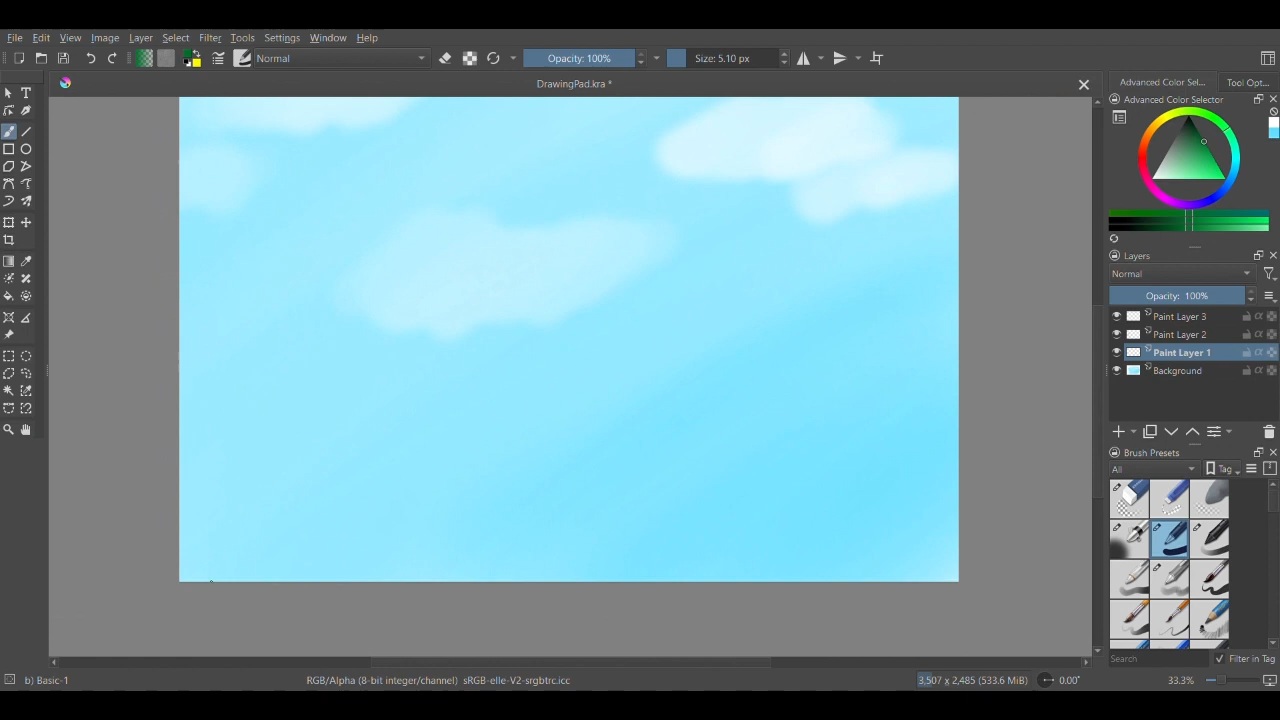 File Edit View Image Layer Select Filter Tools Settings Window Help
Normal Opacity: 100% Size: 5.10 px
DrawingPad.kra *
Advanced Color Sel... Tool Opt...
Advanced Color Selector
Layers
Normal
Opacity: 100%
Paint Layer 3
Paint Layer 2
Paint Layer 1
Background
Brush Presets
All Tag
Search Filter in Tag
b) Basic-1 RGB/Alpha (8-bit integer/channel) sRGB-elle-V2-srgbtrc.icc 3,507 x 2,485 (533.6 MiB) 0.00° 33.3%